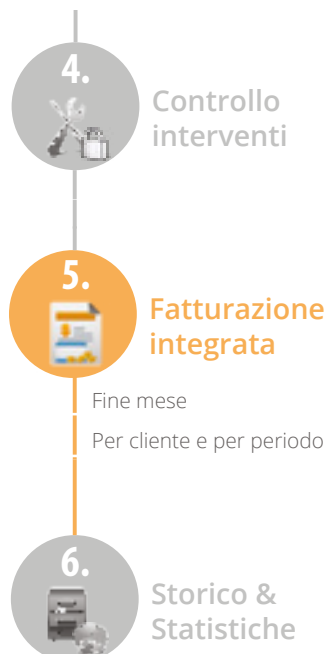 4.
Controllo
interventi
5.
Fatturazione
integrata
Fine mese
Per cliente e per periodo
6.
Storico &
Statistiche